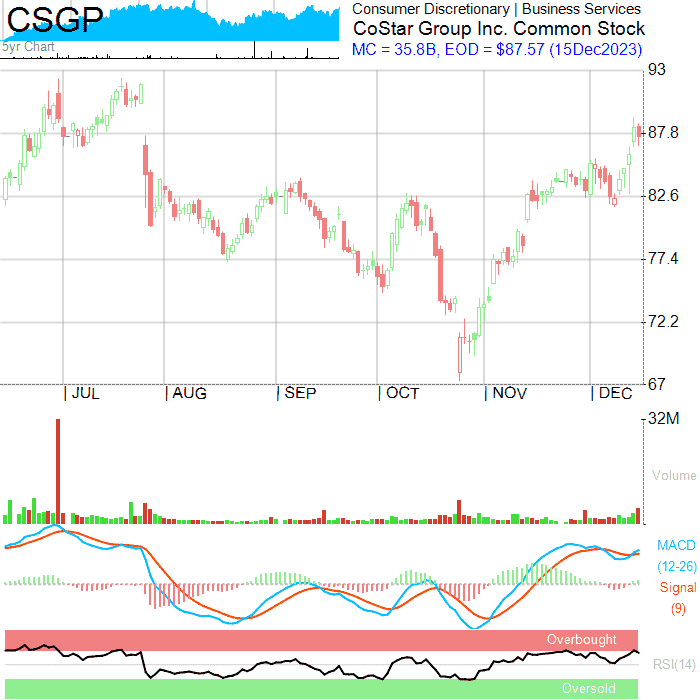 CSGP
5yr Chart
Consumer Discretionary | Business Services
CoStar Group Inc. Common Stock
MC = 35.8B, EOD = $87.57 (15Dec2023)
93
87.8
82.6
77.4
72.2
67
| JUL
| AUG
| SEP
| OCT
| NOV
| DEC
32M
Volume
MACD
(12-26)
Signal
(9)
Overbought
RSI(14)
Oversold